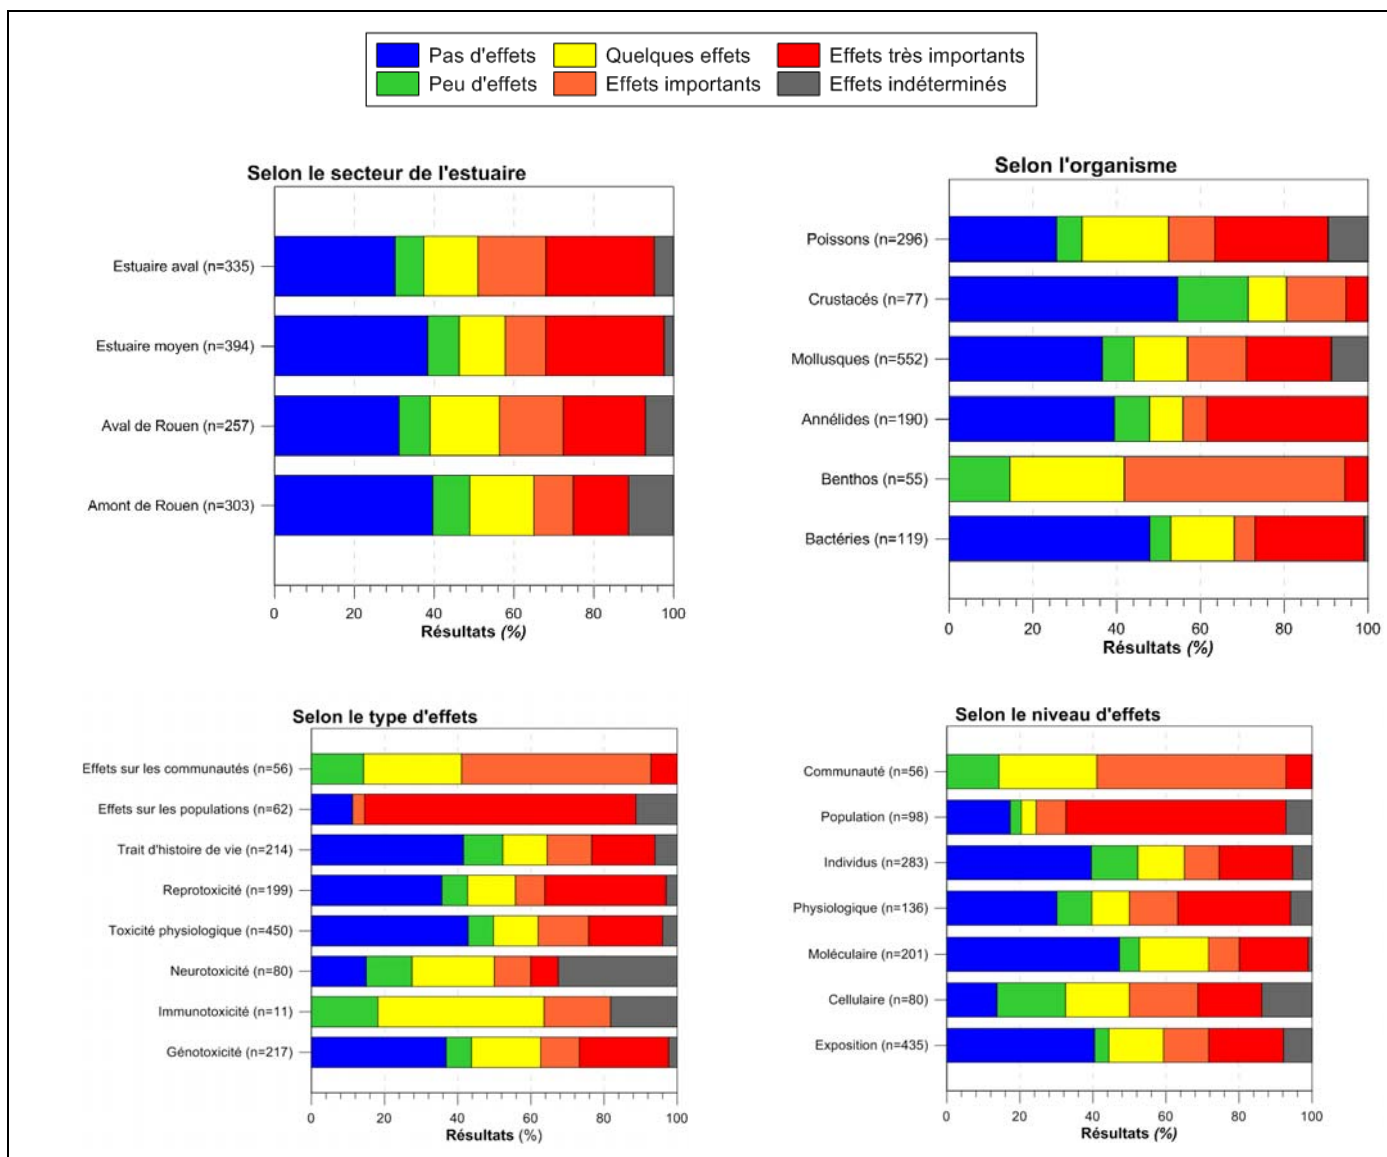 Pas d'effets Quelques effets Effets très importants
Peu d'effets Effets importants Effets indéterminés
Selon le secteur de l'estuaire
Estuaire aval (n=335)
Estuaire moyen (n=394)
Aval de Rouen (n=257)
Amont de Rouen (n=303)
0 20 40 60 80 100
Résultats (%)
Selon l'organisme
Poissons (n=296)
Crustacés (n=77)
Mollusques (n=552)
Annélides (n=190)
Benthos (n=55)
Bactéries (n=119)
0 20 40 60 80 100
Résultats (%)
Selon le type d'effets
Effets sur les communautés (n=56)
Effets sur les populations (n=62)
Trait d'histoire de vie (n=214)
Reprotoxicité (n=199)
Toxicité physiologique (n=450)
Neurotoxicité (n=80)
Immunotoxicité (n=11)
Génotoxicité (n=217)
0 20 40 60 80 100
Résultats (%)
Selon le niveau d'effets
Communauté (n=56)
Population (n=98)
Individus (n=283)
Physiologique (n=136)
Moléculaire (n=201)
Cellulaire (n=80)
Exposition (n=435)
0 20 40 60 80 100
Résultats (%)